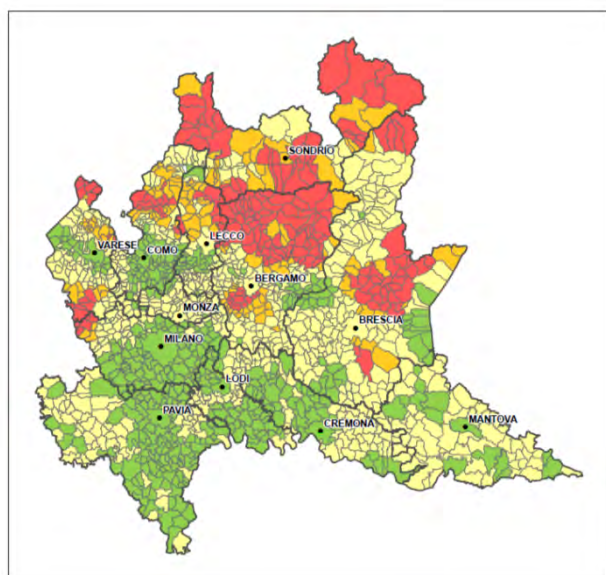 SONDRIO
LECCO
VARESE
COMO
BERGAMO
MONZA
BRESCIA
MILANO
LODI
PAVIA
CREMONA
MANTOVA